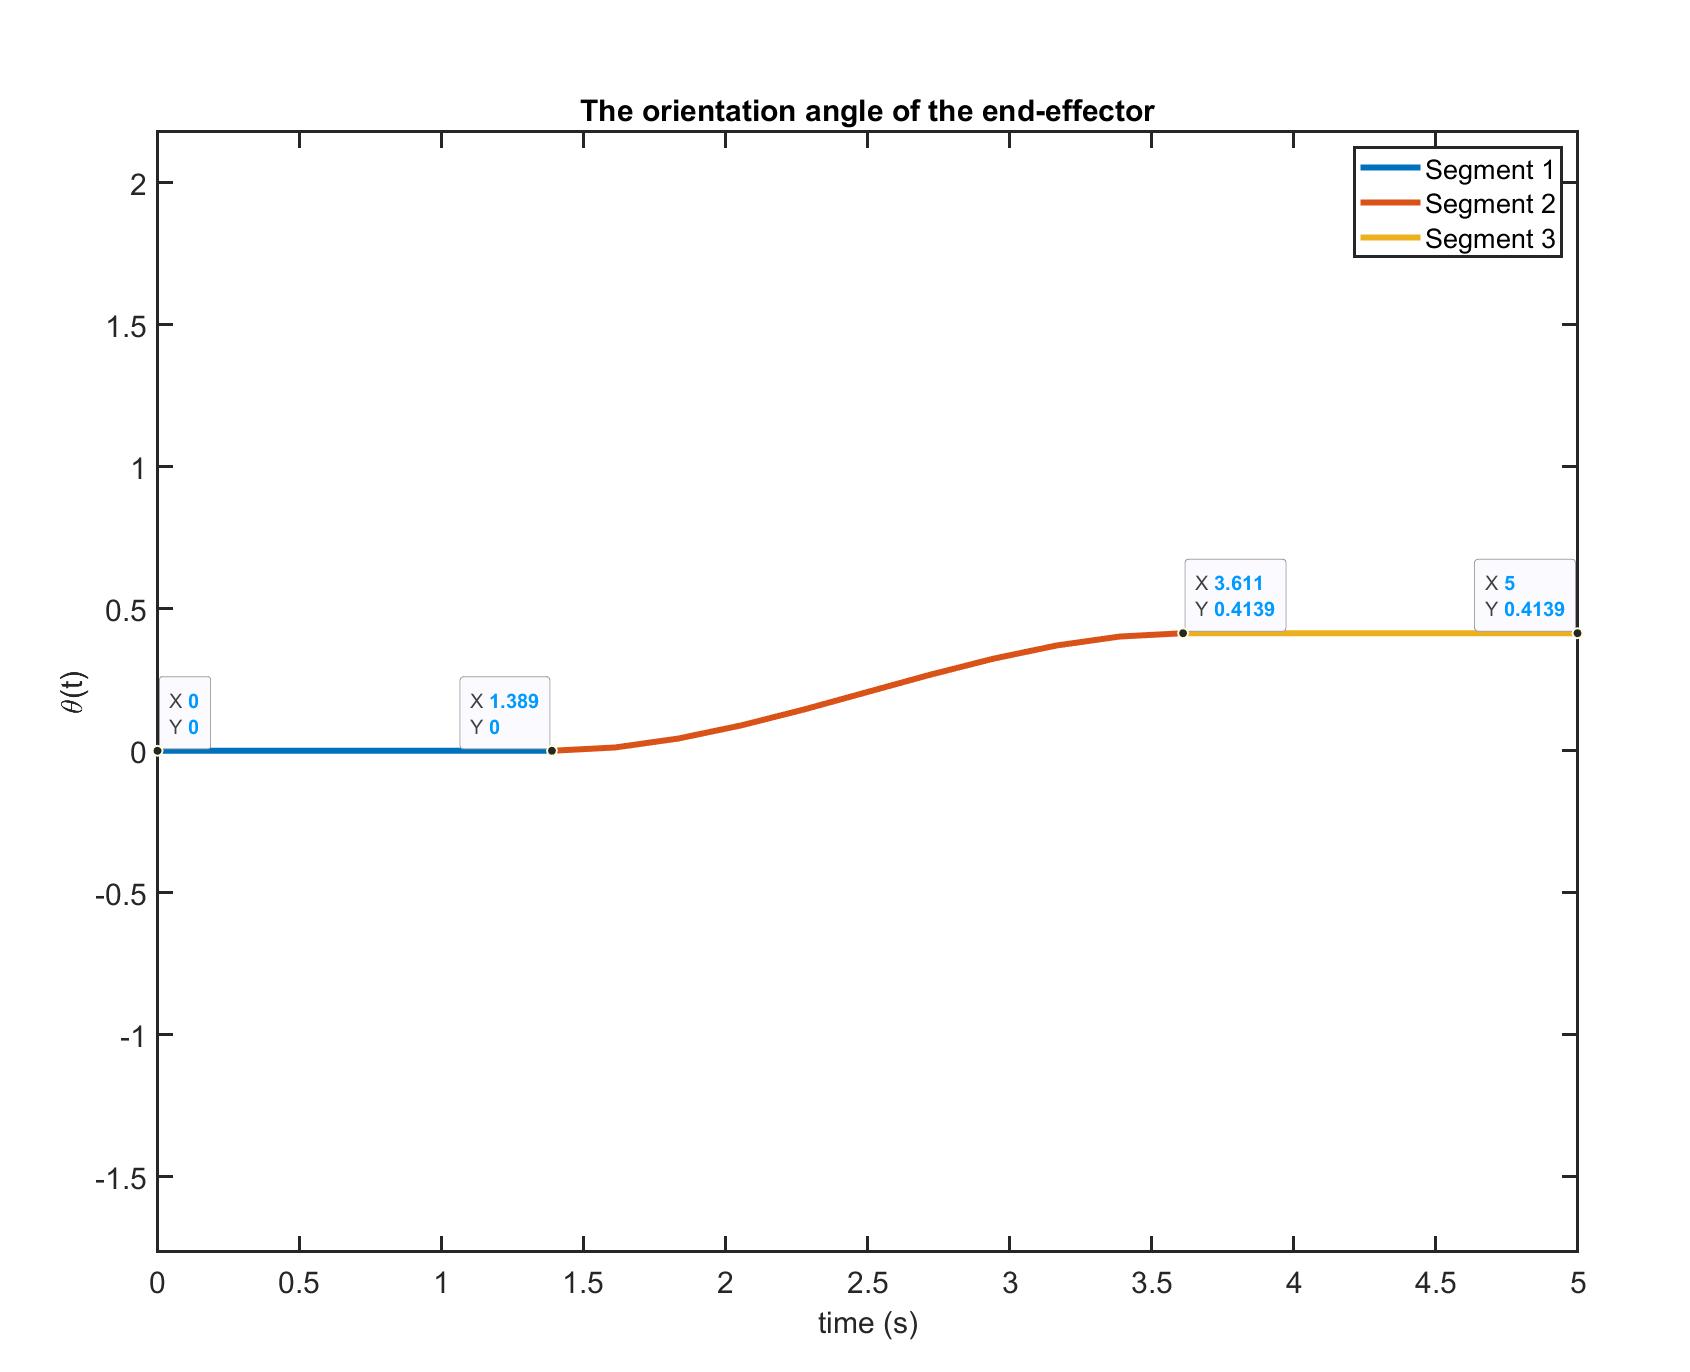 The orientation angle of the end-effector
Segment 1
Segment 2
Segment 3
2
1.5
1
0.5
0
-0.5
-1
-1.5
θ(t)
X 0
Y 0
X 1.389
Y 0
X 3.611
Y 0.4139
X 5
Y 0.4139
0 0.5 1 1.5 2 2.5 3 3.5 4 4.5 5
time (s)